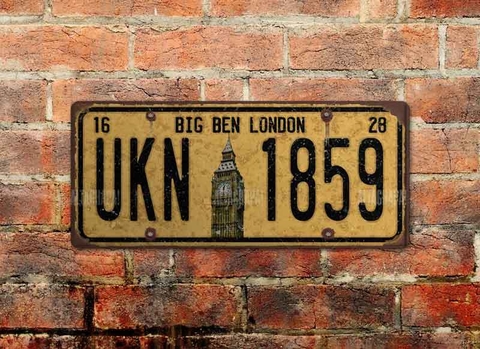 16 BIG BEN LONDON 28
UKN 1859